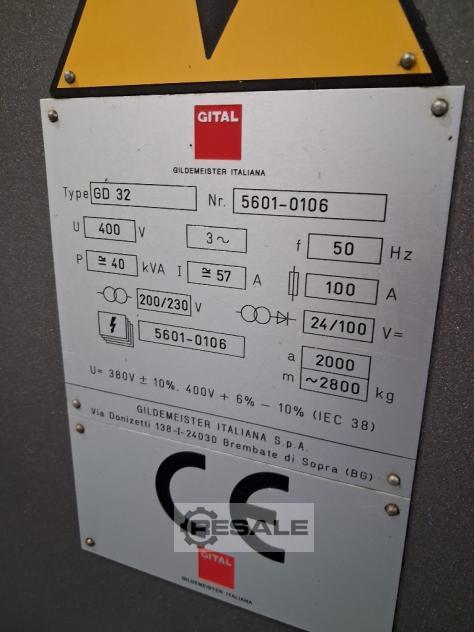 GITAL
GILDEMEISTER ITALIANA
Type GD 32 Nr. 5601-0106
U 400 V 3~ f 50 Hz
P ≅ 40 kVA I ≅ 57 A 100 A
200/230 V 24/100 V=
5601-0106 a 2000
m ~2800 kg
U= 380V ± 10%, 400V + 6% - 10% (IEC 38)
GILDEMEISTER ITALIANA S.p.A.
Via Donizetti 138-I-24030 Brembate di Sopra (BG)
CE
RESALE
GITAL
GILDEMEISTER ITALIANA